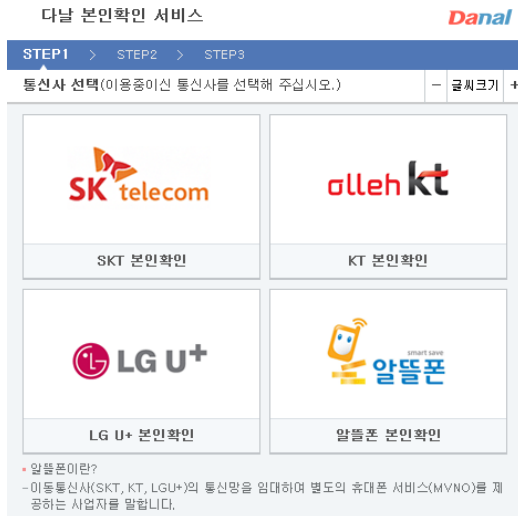 다날 본인확인 서비스
Danal
STEP1 > STEP2 > STEP3
통신사 선택(이용중이신 통신사를 선택해 주십시오.)
− 글씨크기 +
SK telecom
olleh kt
SKT 본인확인
KT 본인확인
LG U+
smart save
알뜰폰
LG U+ 본인확인
알뜰폰 본인확인
• 알뜰폰이란?
-이동통신사(SKT, KT, LGU+)의 통신망을 임대하여 별도의 휴대폰 서비스(MVNO)를 제
공하는 사업자를 말합니다.